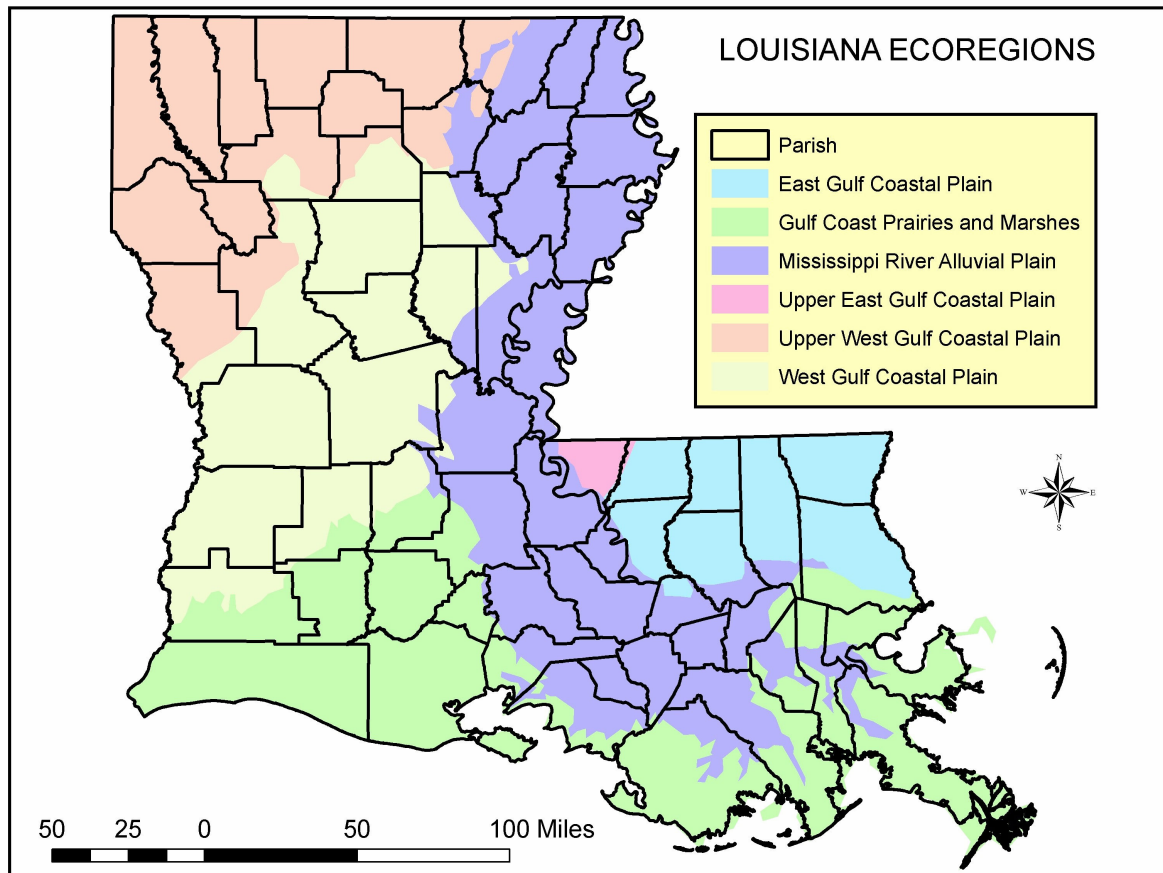 LOUISIANA ECOREGIONS
Parish
East Gulf Coastal Plain
Gulf Coast Prairies and Marshes
Mississippi River Alluvial Plain
Upper East Gulf Coastal Plain
Upper West Gulf Coastal Plain
West Gulf Coastal Plain
N
W E
S
50 25 0 50 100 Miles